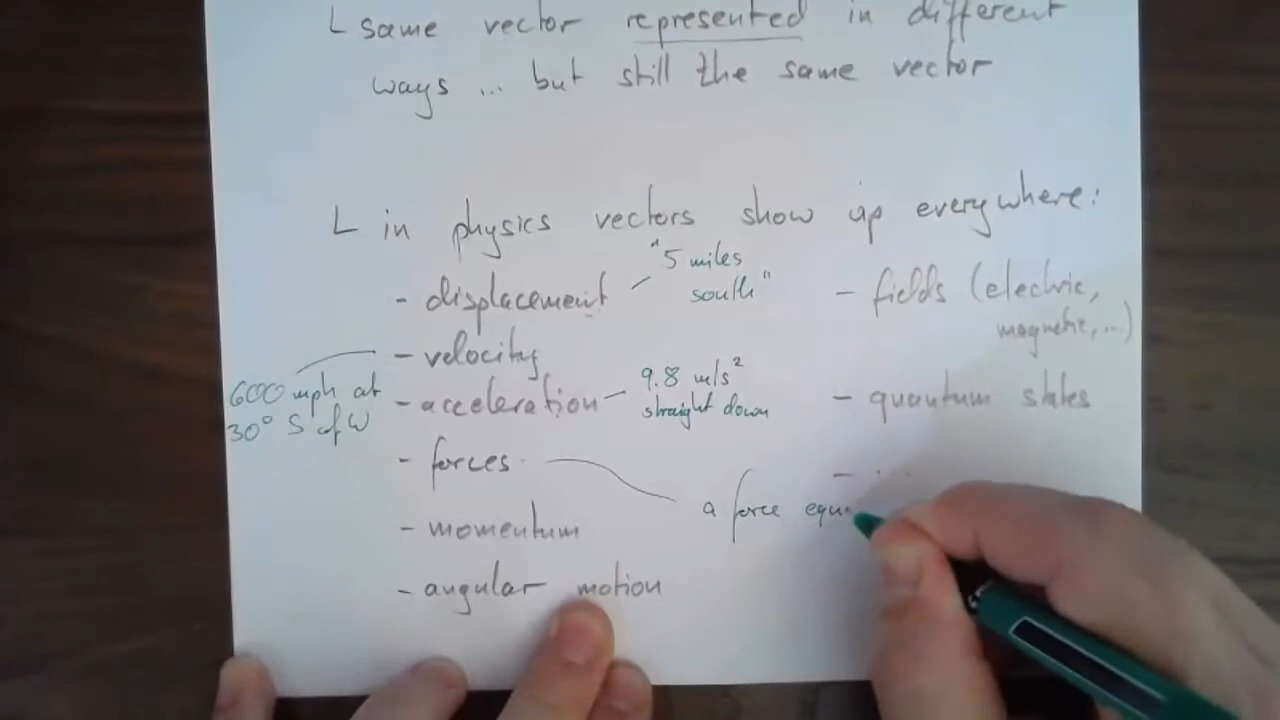 L same vector represented in different
ways ... but still the same vector
L in physics vectors show up everywhere:
- displacement
"5 miles
south"
- velocity
600 mph at
30° S of W
- acceleration
9.8 m/s²
straight down
- forces
a force equ
- momentum
- angular motion
- fields (electric,
magnetic, ...)
- quantum states
- ...